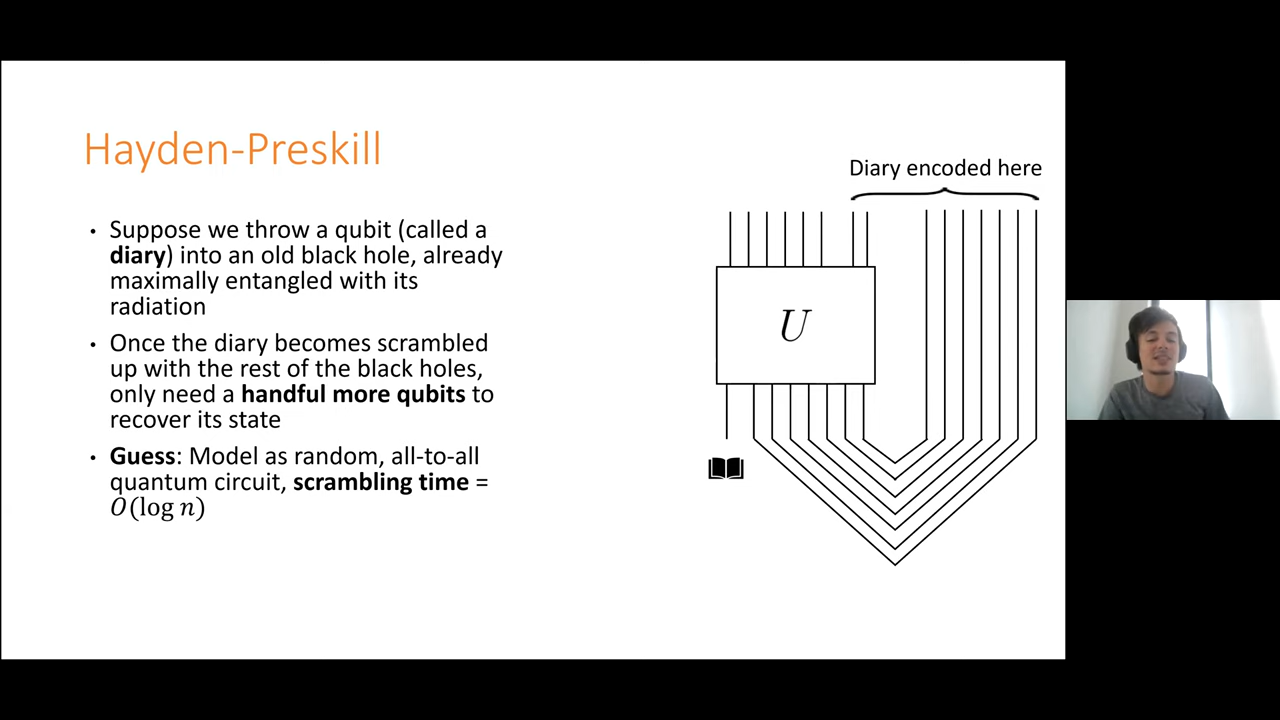 Hayden-Preskill
• Suppose we throw a qubit (called a
diary) into an old black hole, already
maximally entangled with its
radiation
• Once the diary becomes scrambled
up with the rest of the black holes,
only need a handful more qubits to
recover its state
• Guess: Model as random, all-to-all
quantum circuit, scrambling time =
O(log n)
Diary encoded here
U